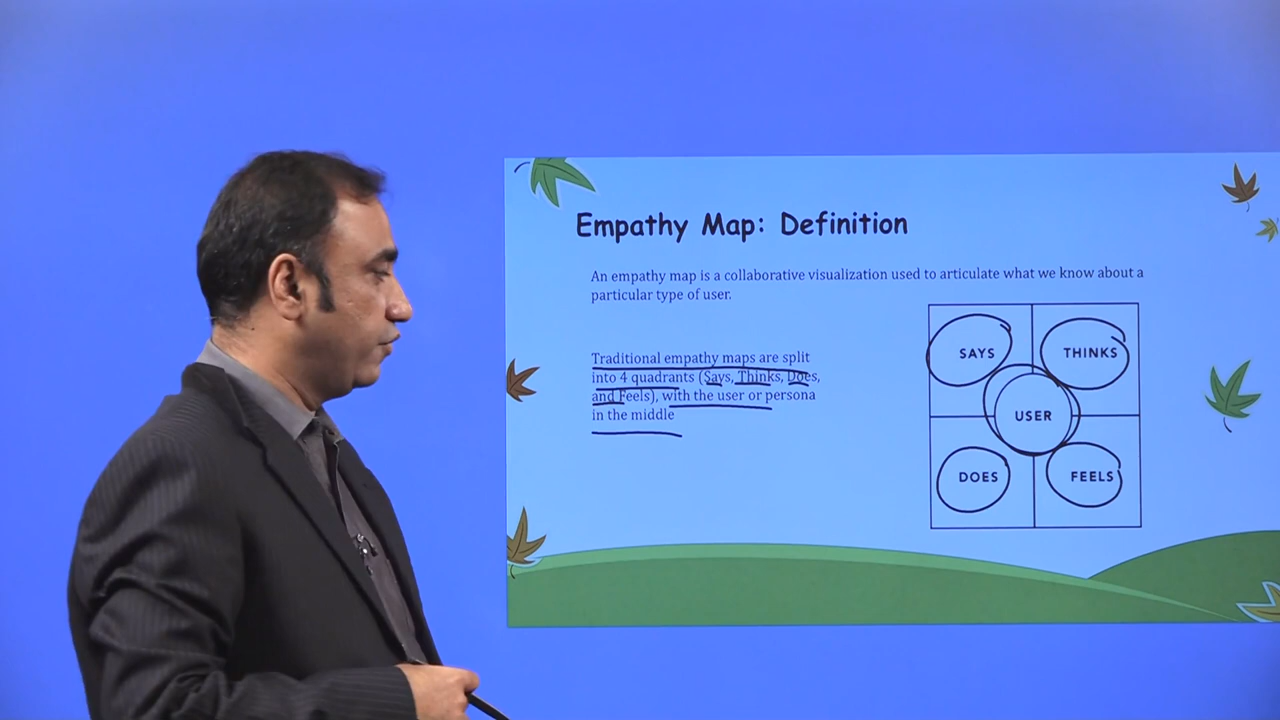 Empathy Map: Definition
An empathy map is a collaborative visualization used to articulate what we know about a
particular type of user.
Traditional empathy maps are split
into 4 quadrants (Says, Thinks, Does,
and Feels), with the user or persona
in the middle
SAYS
THINKS
USER
DOES
FEELS